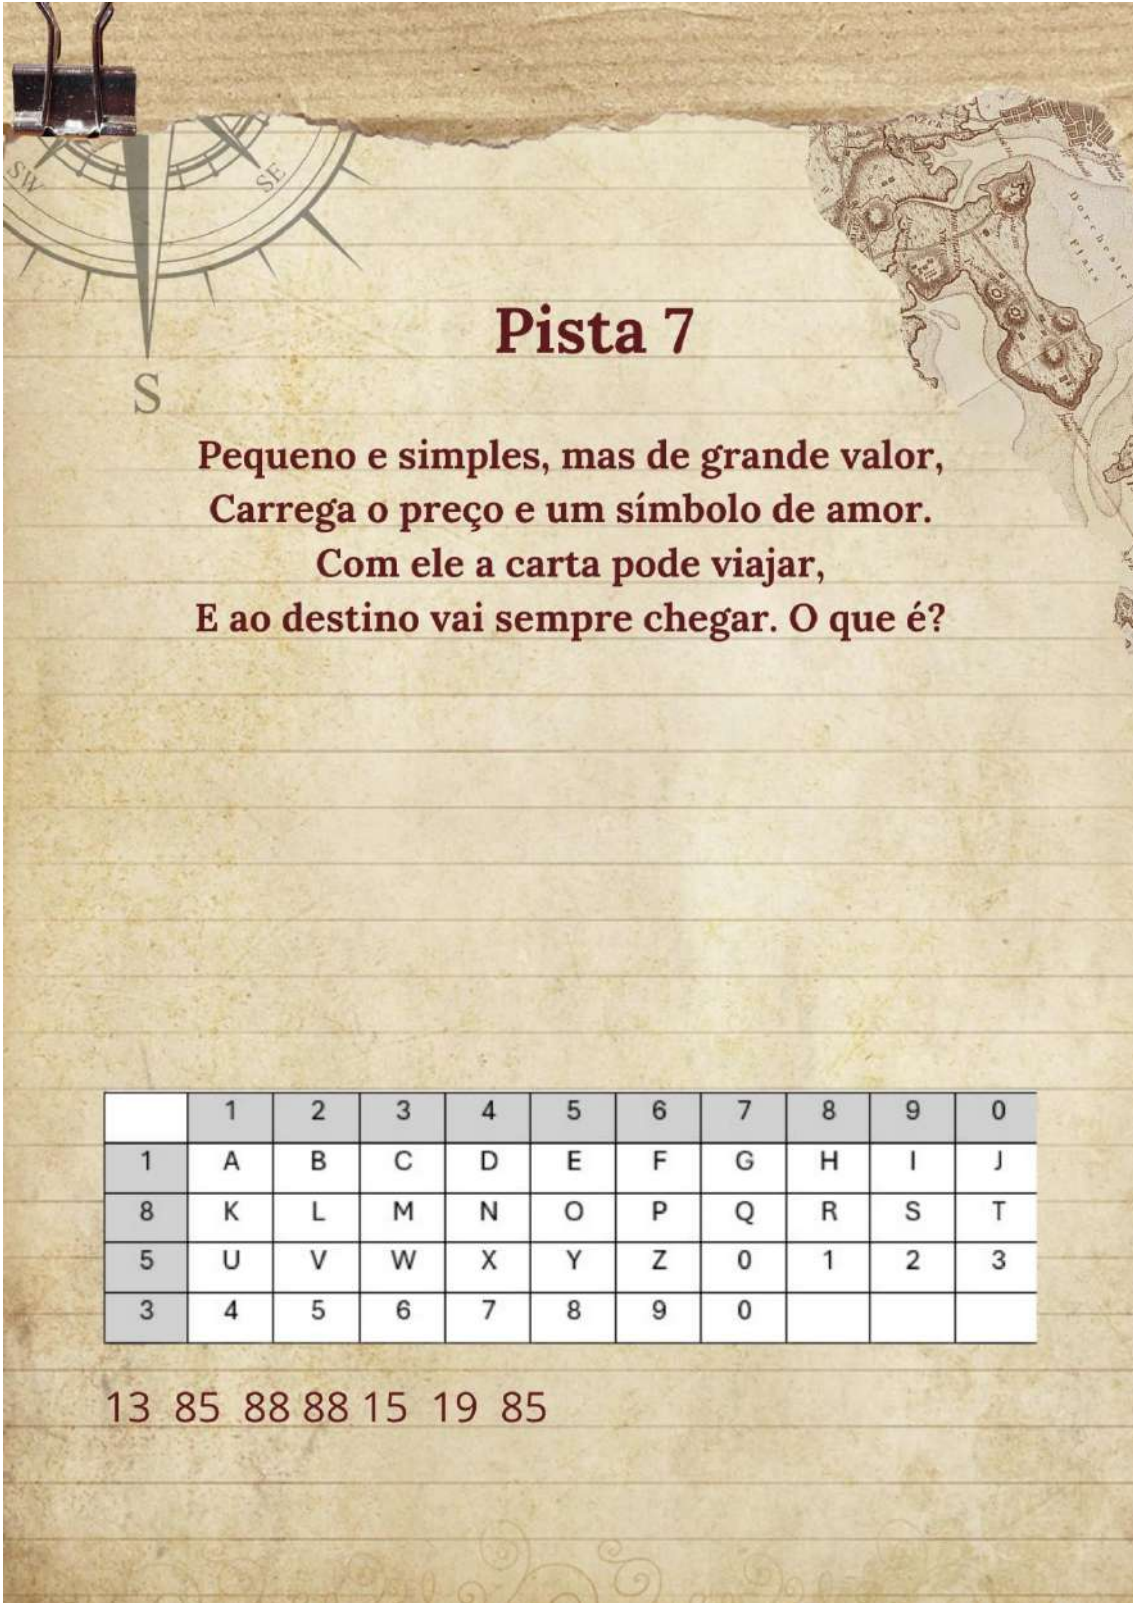 SW
SE
S
Dorchester
Flats
Pista 7
Pequeno e simples, mas de grande valor,
Carrega o preço e um símbolo de amor.
Com ele a carta pode viajar,
E ao destino vai sempre chegar. O que é?
1 2 3 4 5 6 7 8 9 0
1 A B C D E F G H I J
8 K L M N O P Q R S T
5 U V W X Y Z 0 1 2 3
3 4 5 6 7 8 9 0
13 85 88 88 15 19 85